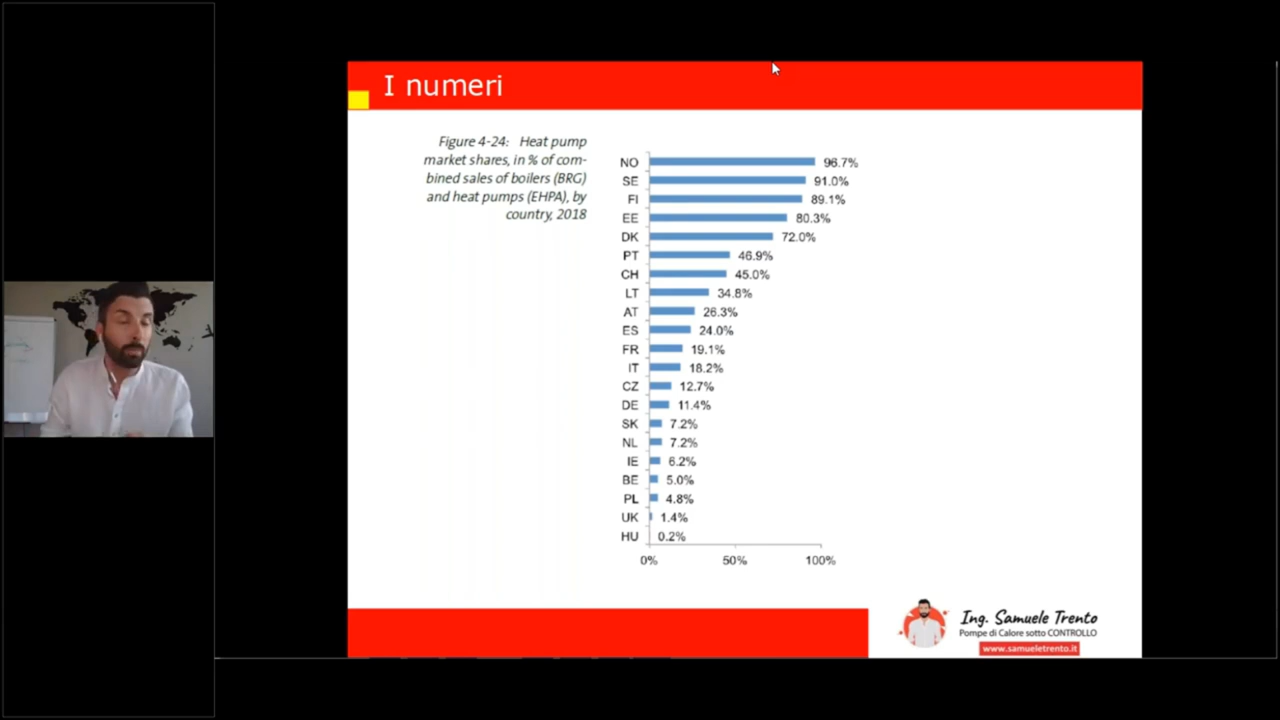 I numeri
Figure 4-24: Heat pump
market shares, in % of com-
bined sales of boilers (BRG)
and heat pumps (EHPA), by
country, 2018
NO 96.7%
SE 91.0%
FI 89.1%
EE 80.3%
DK 72.0%
PT 46.9%
CH 45.0%
LT 34.8%
AT 26.3%
ES 24.0%
FR 19.1%
IT 18.2%
CZ 12.7%
DE 11.4%
SK 7.2%
NL 7.2%
IE 6.2%
BE 5.0%
PL 4.8%
UK 1.4%
HU 0.2%
0% 50% 100%
Ing. Samuele Trento
Pompe di Calore sotto CONTROLLO
www.samueletrento.it